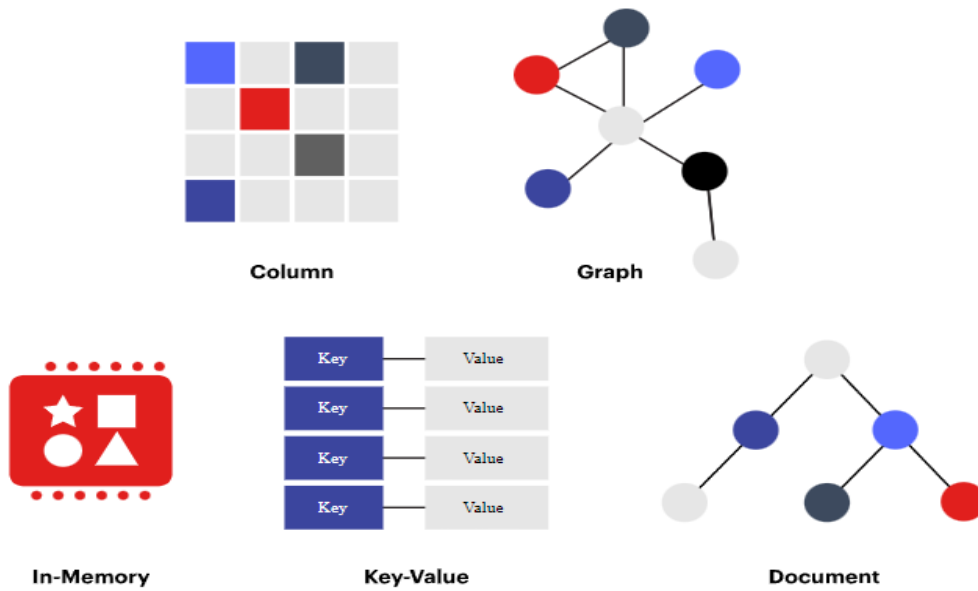 Column
Graph
Key Value
Key Value
Key Value
Key Value
In-Memory
Key-Value
Document